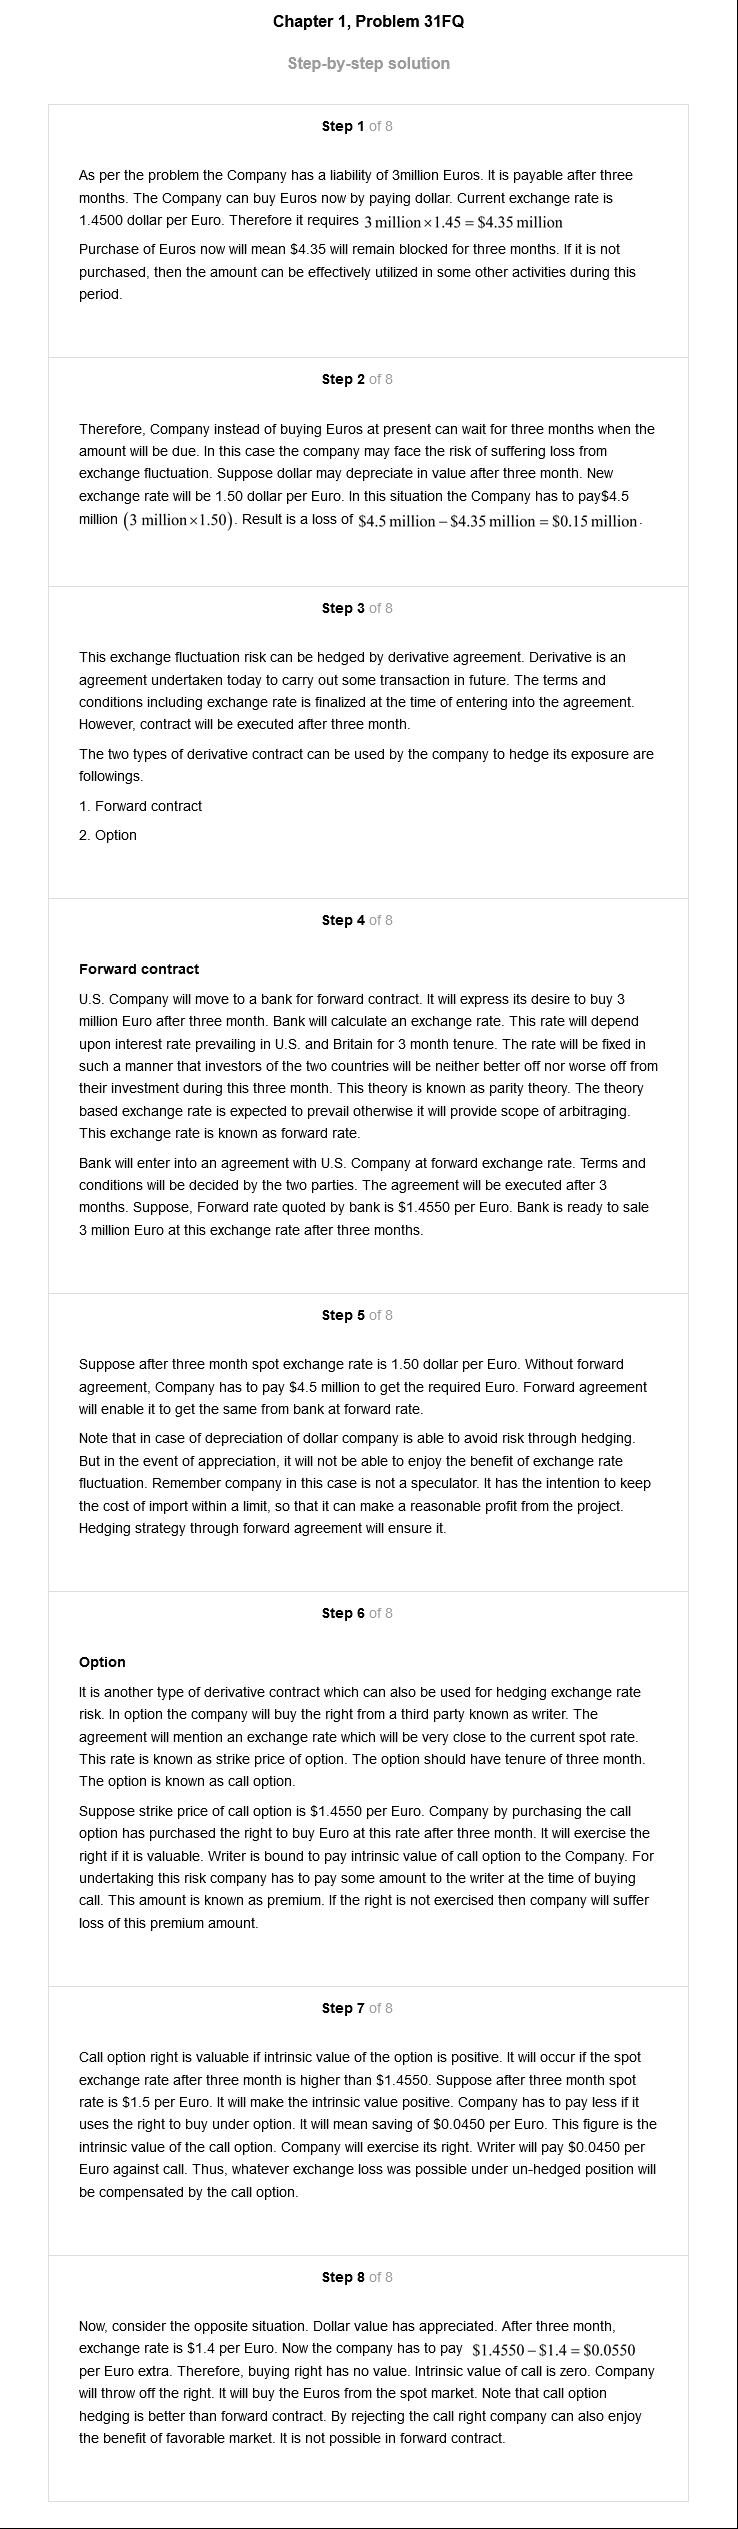 Chapter 1, Problem 31FQ
Step-by-step solution
Step 1 of 8
As per the problem the Company has a liability of 3million Euros. It is payable after three
months. The Company can buy Euros now by paying dollar. Current exchange rate is
1.4500 dollar per Euro. Therefore it requires 3 million×1.45 = $4.35 million
Purchase of Euros now will mean $4.35 will remain blocked for three months. If it is not
purchased, then the amount can be effectively utilized in some other activities during this
period.
Step 2 of 8
Therefore, Company instead of buying Euros at present can wait for three months when the
amount will be due. In this case the company may face the risk of suffering loss from
exchange fluctuation. Suppose dollar may depreciate in value after three month. New
exchange rate will be 1.50 dollar per Euro. In this situation the Company has to pay$4.5
million (3 million×1.50). Result is a loss of $4.5 million – $4.35 million = $0.15 million.
Step 3 of 8
This exchange fluctuation risk can be hedged by derivative agreement. Derivative is an
agreement undertaken today to carry out some transaction in future. The terms and
conditions including exchange rate is finalized at the time of entering into the agreement.
However, contract will be executed after three month.
The two types of derivative contract can be used by the company to hedge its exposure are
followings.
1. Forward contract
2. Option
Step 4 of 8
Forward contract
U.S. Company will move to a bank for forward contract. It will express its desire to buy 3
million Euro after three month. Bank will calculate an exchange rate. This rate will depend
upon interest rate prevailing in U.S. and Britain for 3 month tenure. The rate will be fixed in
such a manner that investors of the two countries will be neither better off nor worse off from
their investment during this three month. This theory is known as parity theory. The theory
based exchange rate is expected to prevail otherwise it will provide scope of arbitraging.
This exchange rate is known as forward rate.
Bank will enter into an agreement with U.S. Company at forward exchange rate. Terms and
conditions will be decided by the two parties. The agreement will be executed after 3
months. Suppose, Forward rate quoted by bank is $1.4550 per Euro. Bank is ready to sale
3 million Euro at this exchange rate after three months.
Step 5 of 8
Suppose after three month spot exchange rate is 1.50 dollar per Euro. Without forward
agreement, Company has to pay $4.5 million to get the required Euro. Forward agreement
will enable it to get the same from bank at forward rate.
Note that in case of depreciation of dollar company is able to avoid risk through hedging.
But in the event of appreciation, it will not be able to enjoy the benefit of exchange rate
fluctuation. Remember company in this case is not a speculator. It has the intention to keep
the cost of import within a limit, so that it can make a reasonable profit from the project.
Hedging strategy through forward agreement will ensure it.
Step 6 of 8
Option
It is another type of derivative contract which can also be used for hedging exchange rate
risk. In option the company will buy the right from a third party known as writer. The
agreement will mention an exchange rate which will be very close to the current spot rate.
This rate is known as strike price of option. The option should have tenure of three month.
The option is known as call option.
Suppose strike price of call option is $1.4550 per Euro. Company by purchasing the call
option has purchased the right to buy Euro at this rate after three month. It will exercise the
right if it is valuable. Writer is bound to pay intrinsic value of call option to the Company. For
undertaking this risk company has to pay some amount to the writer at the time of buying
call. This amount is known as premium. If the right is not exercised then company will suffer
loss of this premium amount.
Step 7 of 8
Call option right is valuable if intrinsic value of the option is positive. It will occur if the spot
exchange rate after three month is higher than $1.4550. Suppose after three month spot
rate is $1.5 per Euro. It will make the intrinsic value positive. Company has to pay less if it
uses the right to buy under option. It will mean saving of $0.0450 per Euro. This figure is the
intrinsic value of the call option. Company will exercise its right. Writer will pay $0.0450 per
Euro against call. Thus, whatever exchange loss was possible under un-hedged position will
be compensated by the call option.
Step 8 of 8
Now, consider the opposite situation. Dollar value has appreciated. After three month,
exchange rate is $1.4 per Euro. Now the company has to pay $1.4550 – $1.4 = $0.0550
per Euro extra. Therefore, buying right has no value. Intrinsic value of call is zero. Company
will throw off the right. It will buy the Euros from the spot market. Note that call option
hedging is better than forward contract. By rejecting the call right company can also enjoy
the benefit of favorable market. It is not possible in forward contract.